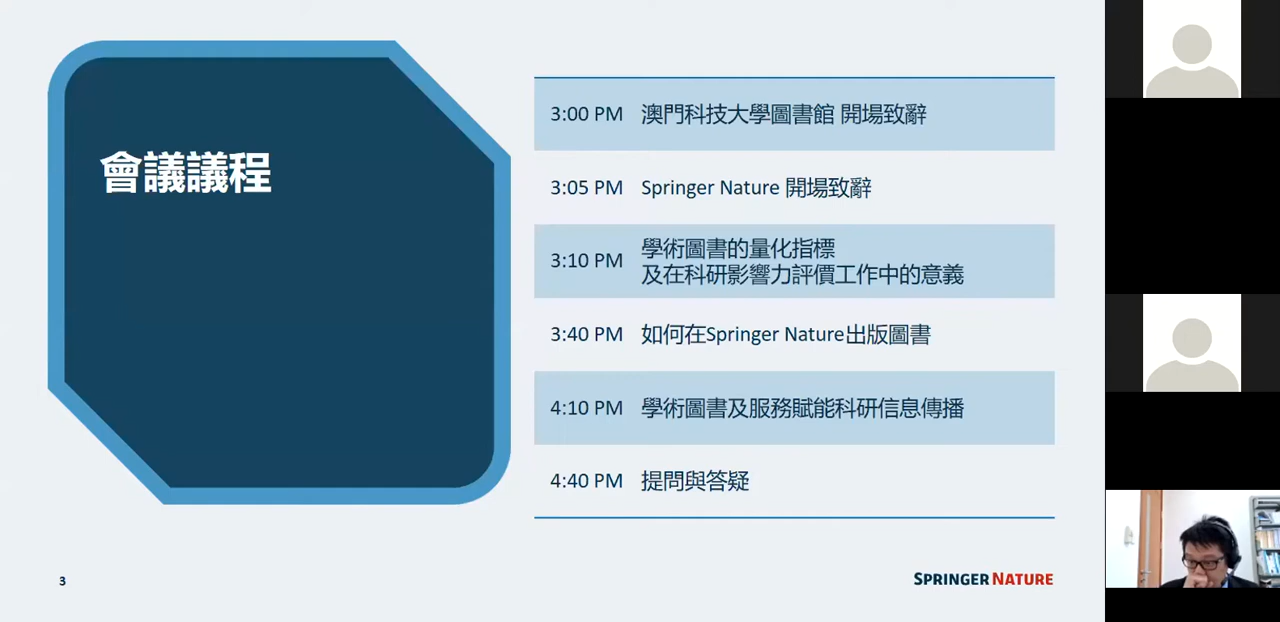 會議議程
3:00 PM 澳門科技大學圖書館 開場致辭
3:05 PM Springer Nature 開場致辭
3:10 PM 學術圖書的量化指標
及在科研影響力評價工作中的意義
3:40 PM 如何在Springer Nature出版圖書
4:10 PM 學術圖書及服務賦能科研信息傳播
4:40 PM 提問與答疑
3
SPRINGER NATURE